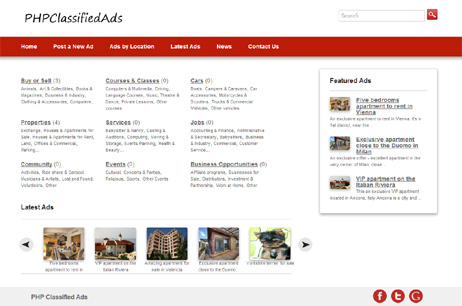 PHPClassifiedAds
Search
Home Post a New Ad Ads by Location Latest Ads News Contact Us
Buy or Sell (3)
Animals, Art & Collectibles, Books &
Magazines, Business & Industry,
Clothing & Accessories, Computers...
Courses & Classes (0)
Computers & Multimedia, Driving,
Language Courses, Music, Theatre &
Dance, Private Lessons, Other
courses
Cars (0)
Boats, Campers & Caravans, Car
Accessories, Motorcycles &
Scooters, Trucks & Commercial
Vehicles, Other vehicles
Properties (4)
Exchange, Houses & Apartments for
Sale, Houses & Apartments for Rent,
Land, Offices & Commercial,
Parking...
Services (0)
Babysitter & Nanny, Casting &
Auditions, Computing, Moving &
Storage, Events Planning, Health &
Beauty...
Jobs (0)
Accounting & Finance, Administrative
& Secretary, Babysitters, Business
& Industry, Commercial, Customer
Service...
Community (0)
Activities, Ride share & Carpool,
Musicians & Artists, Lost and Found,
Volunteers, Other
Events (0)
Cultural, Concerts & Parties,
Religious, Sports, Other Events
Business Opportunities (0)
Affiliate programs, Businesses for
Sale, Distributors, Investment &
Partnership, Work at Home, Other
Featured Ads
Five bedrooms
apartment to rent in
Vienna
An exclusive apartment to rent in Vienna. It's in the
Exclusive apartment
close to the Duomo in
Milan
An exclusive offer - excellent apartment in the
very center of Milan, close...
VIP apartment on the
Italian Riviera
This an exclusive VIP apartment
located in Ancona, Italy Ancona is a city and ...
Latest Ads
Five bedrooms
apartment to rent in
VIP apartment on the
Italian Riviera
Amazing apartment for
sale in Valencia
Exclusive apartment
close to the Duomo...
Yorkshire terrier for sale
PHP Classified Ads